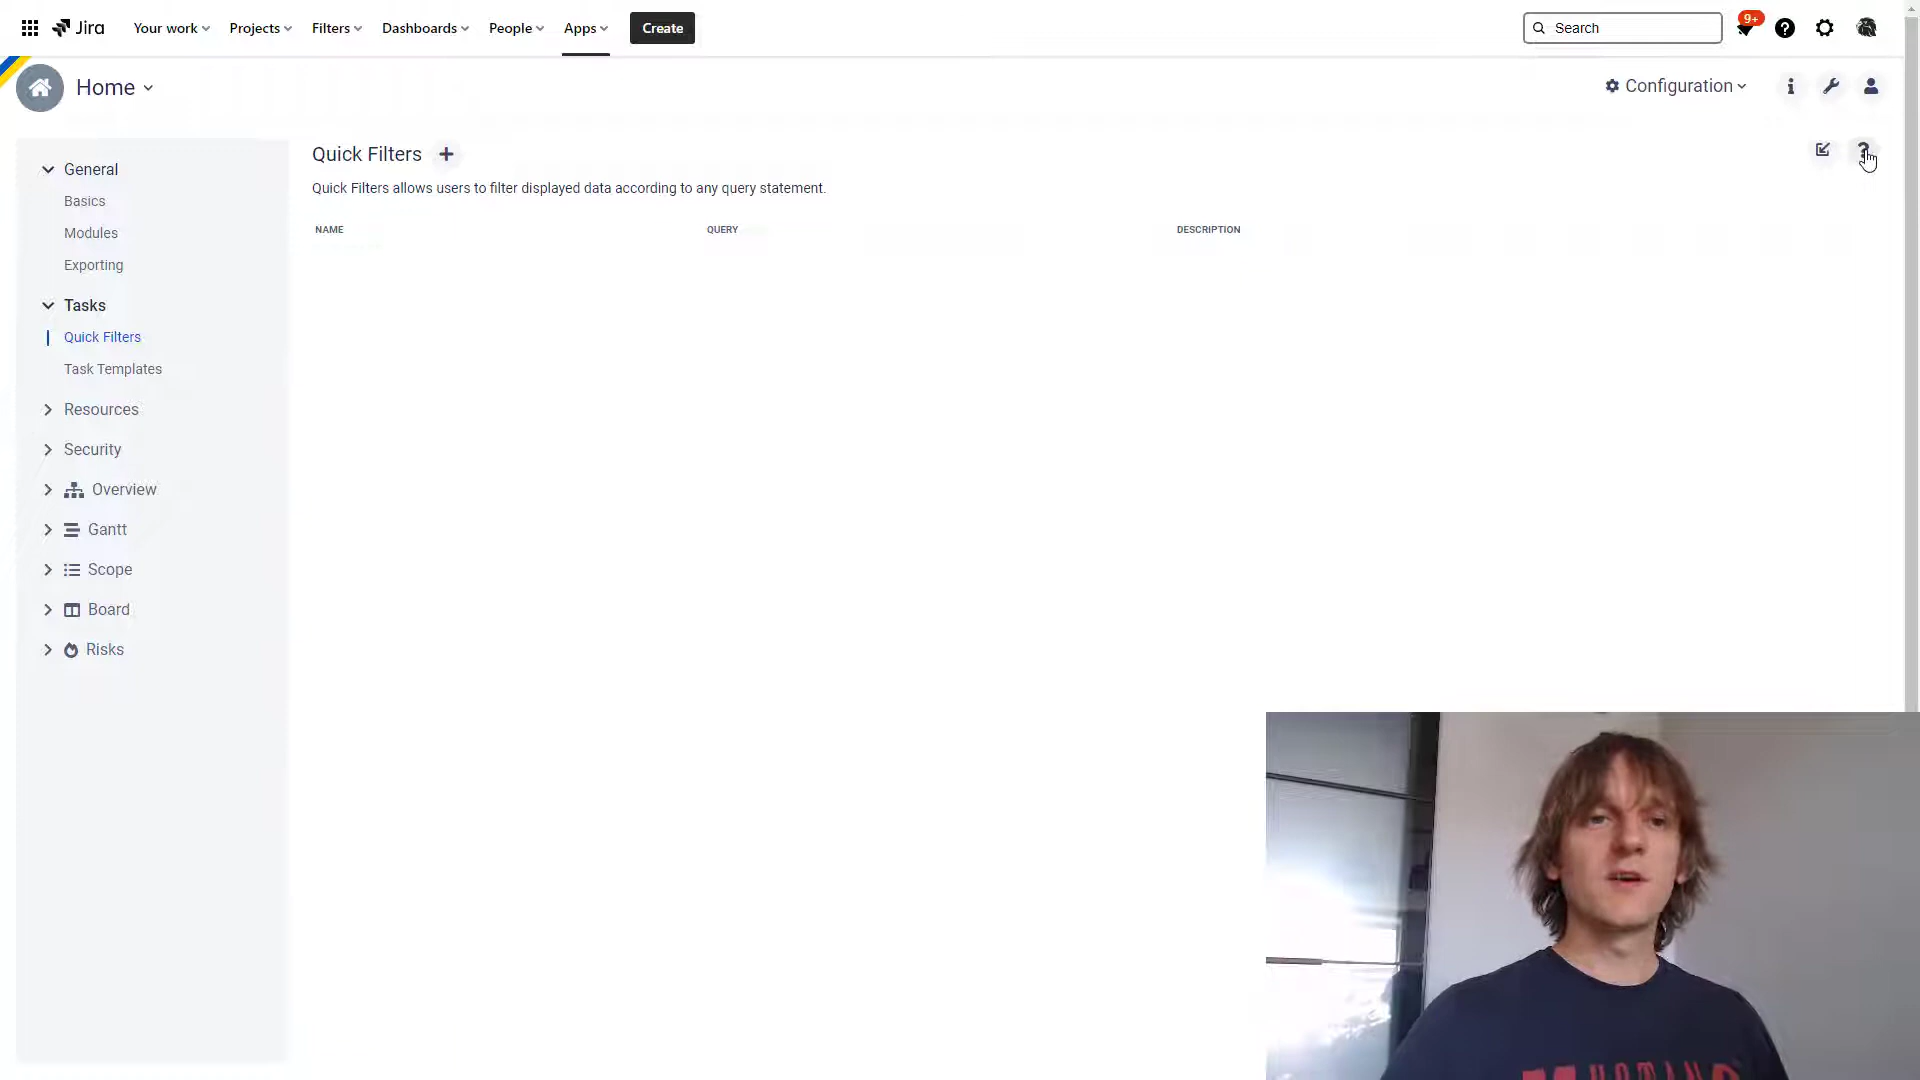 Jira Your work Projects Filters Dashboards People Apps Create Search 9+
Home Configuration
General
Basics
Modules
Exporting
Tasks
Quick Filters
Task Templates
Resources
Security
Overview
Gantt
Scope
Board
Risks
Quick Filters
Quick Filters allows users to filter displayed data according to any query statement.
NAME QUERY DESCRIPTION